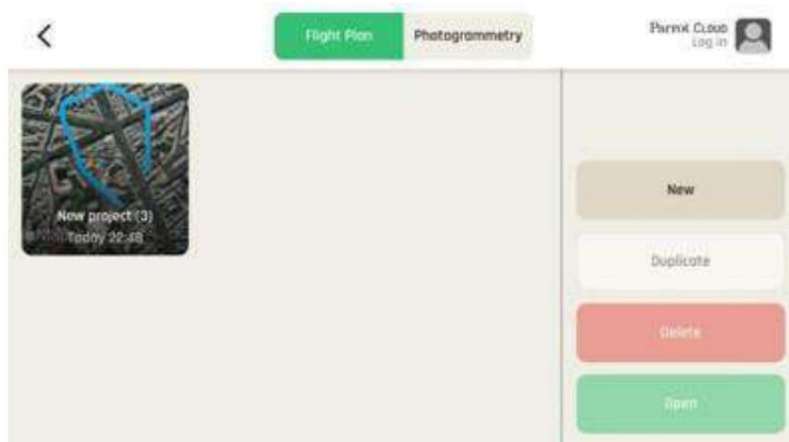 Flight Plan
Photogrammetry
PARROT CLOUD
Log in
New project (3)
Today 22:48
New
Duplicate
Delete
Open